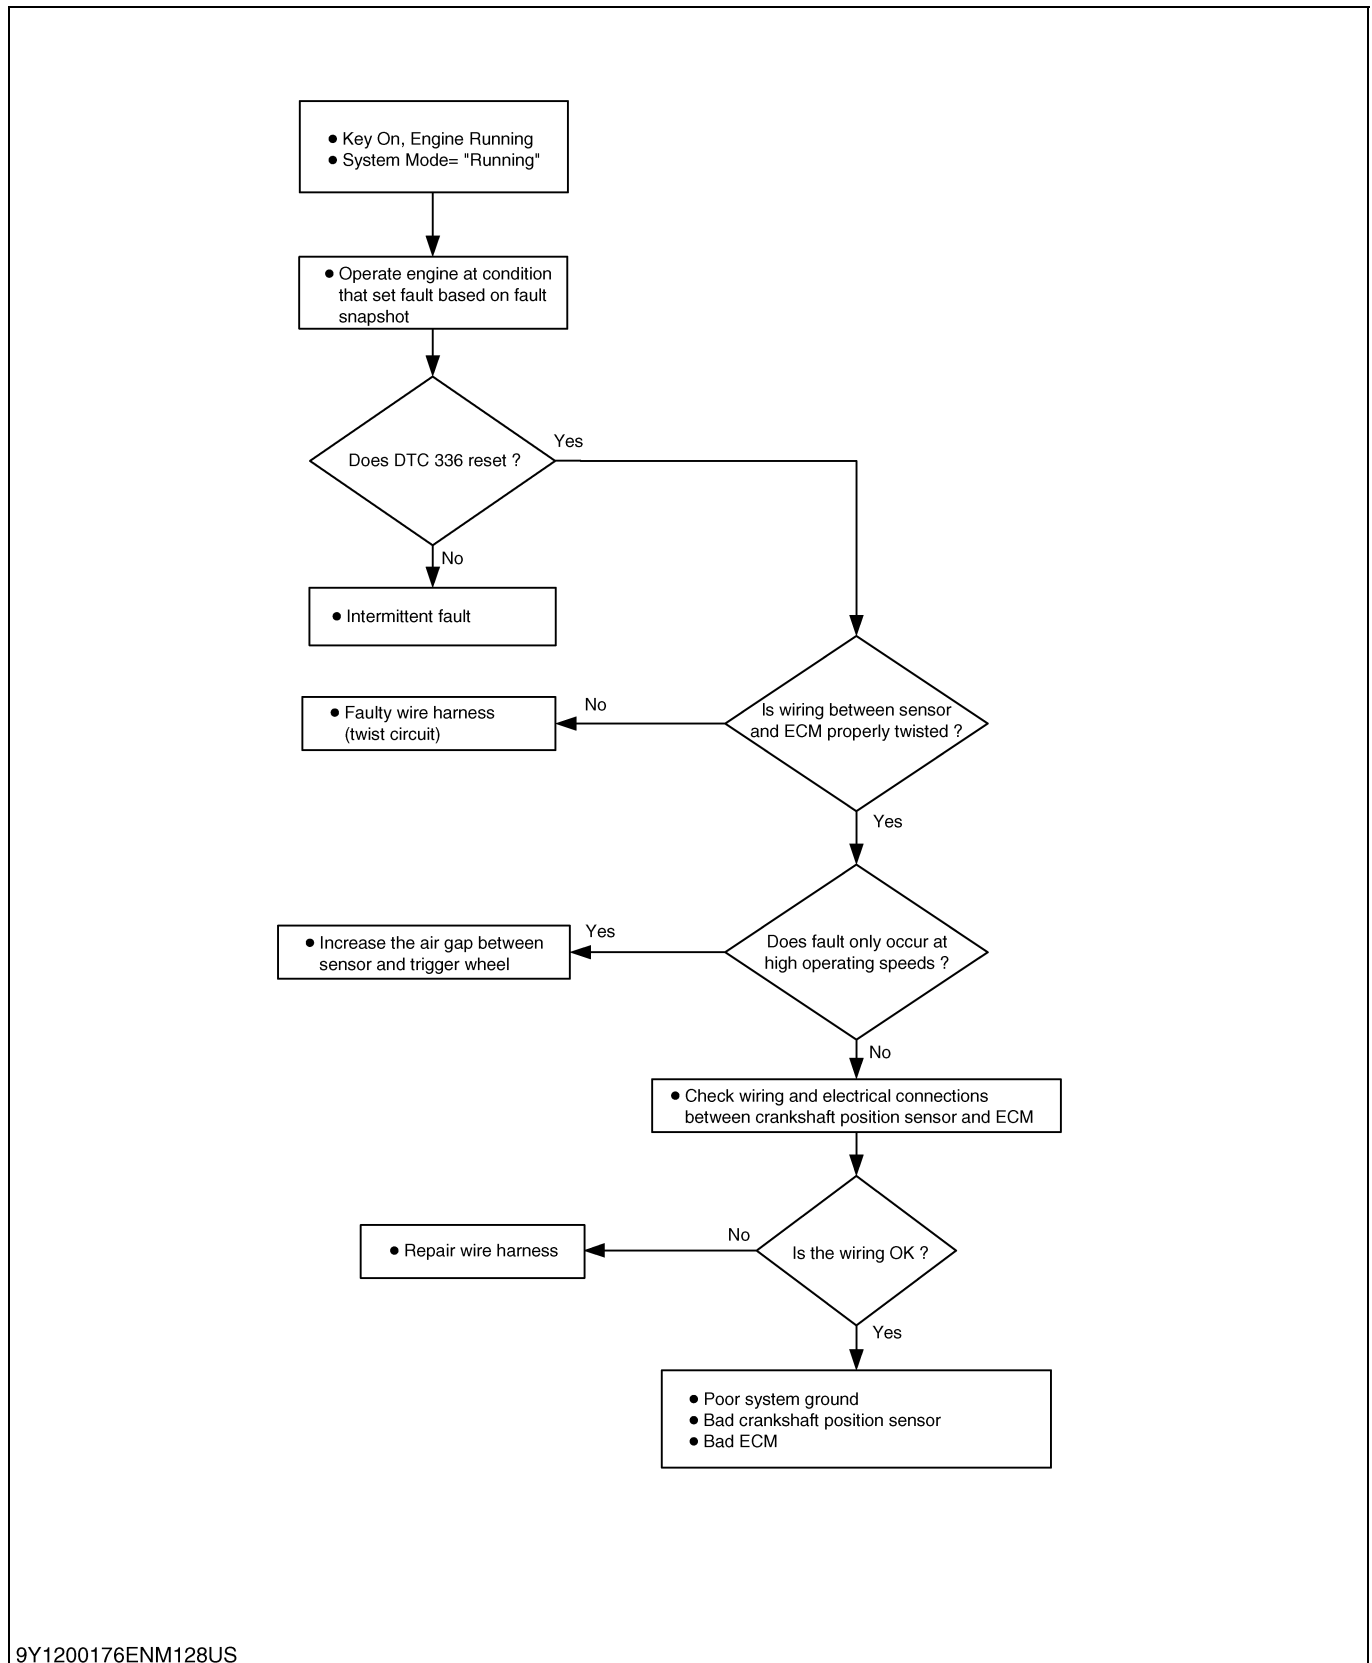 ● Key On, Engine Running
● System Mode= "Running"
● Operate engine at condition
that set fault based on fault
snapshot
Yes
Does DTC 336 reset ?
No
● Intermittent fault
No
● Faulty wire harness
(twist circuit)
Is wiring between sensor
and ECM properly twisted ?
Yes
Yes
● Increase the air gap between
sensor and trigger wheel
Does fault only occur at
high operating speeds ?
No
● Check wiring and electrical connections
between crankshaft position sensor and ECM
No
● Repair wire harness
Is the wiring OK ?
Yes
● Poor system ground
● Bad crankshaft position sensor
● Bad ECM
9Y1200176ENM128US